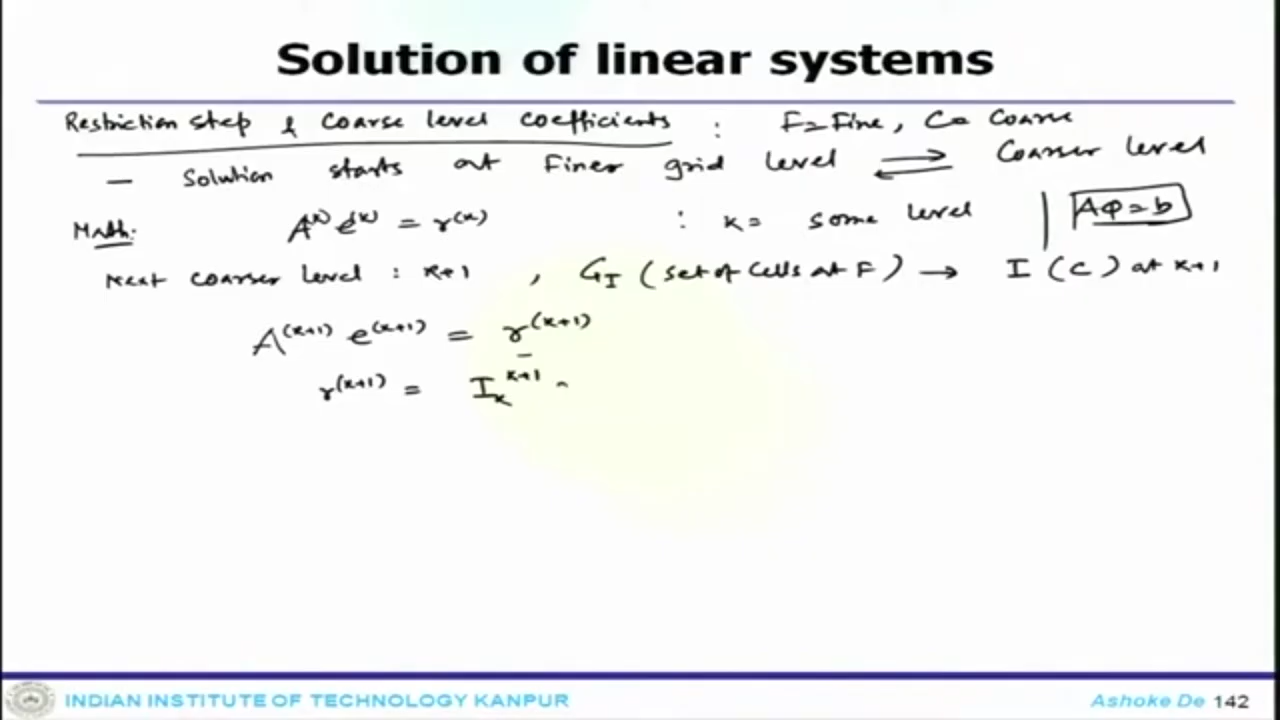 Solution of linear systems
Restriction step & Coarse level coefficients : F = Fine, C = Coarse
— Solution starts at Finer grid level ⇌ Coarser level
Math: A^(k) e^(k) = r^(k) : k = some level | Aφ = b
Next coarser level : k+1 , G_I (set of cells at F) → I (C) at k+1
A^(k+1) e^(k+1) = r^(k+1)
r^(k+1) = I_k^k+1
INDIAN INSTITUTE OF TECHNOLOGY KANPUR
Ashoke De 142